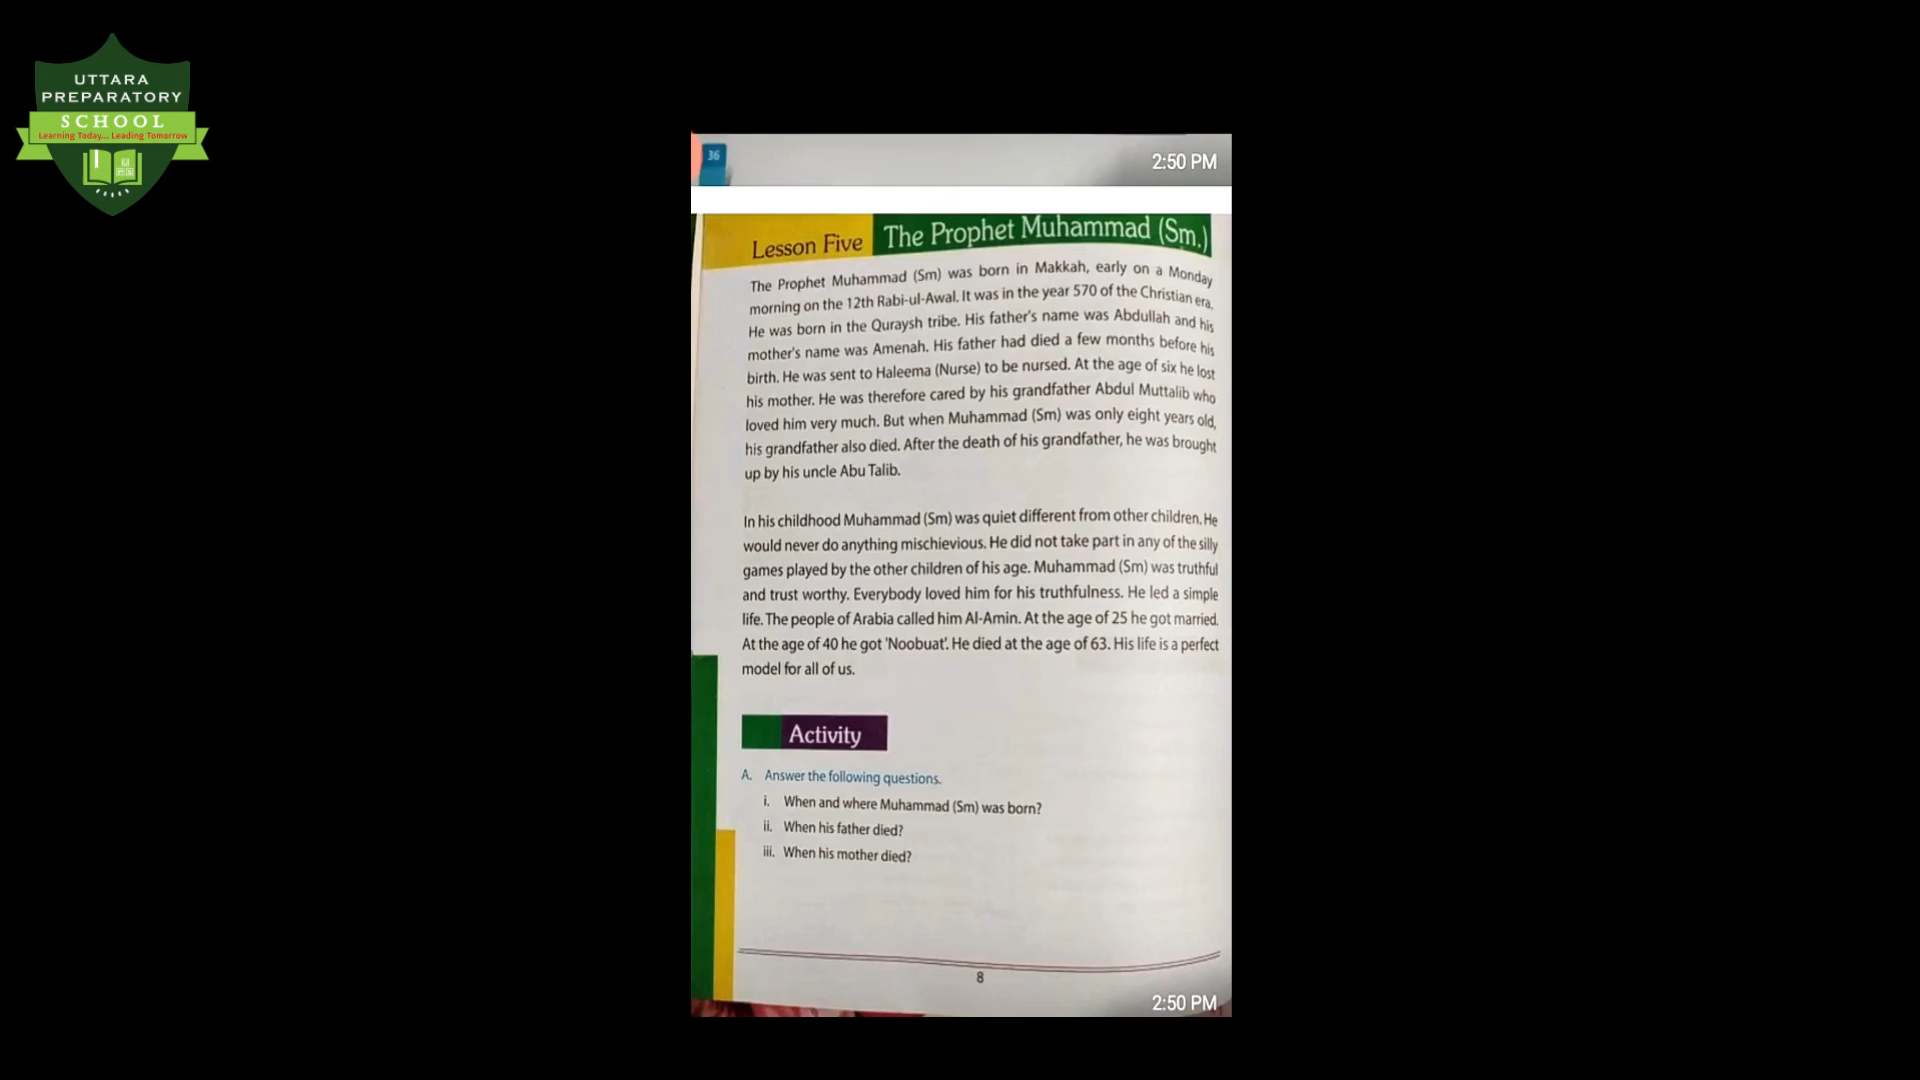 UTTARA
PREPARATORY
SCHOOL
Learning Today... Leading Tomorrow
36
2:50 PM
Lesson Five The Prophet Muhammad (Sm.)
The Prophet Muhammad (Sm) was born in Makkah, early on a Monday
morning on the 12th Rabi-ul-Awal. It was in the year 570 of the Christian era.
He was born in the Quraysh tribe. His father's name was Abdullah and his
mother's name was Amenah. His father had died a few months before his
birth. He was sent to Haleema (Nurse) to be nursed. At the age of six he lost
his mother. He was therefore cared by his grandfather Abdul Muttalib who
loved him very much. But when Muhammad (Sm) was only eight years old,
his grandfather also died. After the death of his grandfather, he was brought
up by his uncle Abu Talib.
In his childhood Muhammad (Sm) was quiet different from other children. He
would never do anything mischievious. He did not take part in any of the silly
games played by the other children of his age. Muhammad (Sm) was truthful
and trust worthy. Everybody loved him for his truthfulness. He led a simple
life. The people of Arabia called him Al-Amin. At the age of 25 he got married.
At the age of 40 he got 'Noobuat'. He died at the age of 63. His life is a perfect
model for all of us.
Activity
A. Answer the following questions.
i. When and where Muhammad (Sm) was born?
ii. When his father died?
iii. When his mother died?
8
2:50 PM